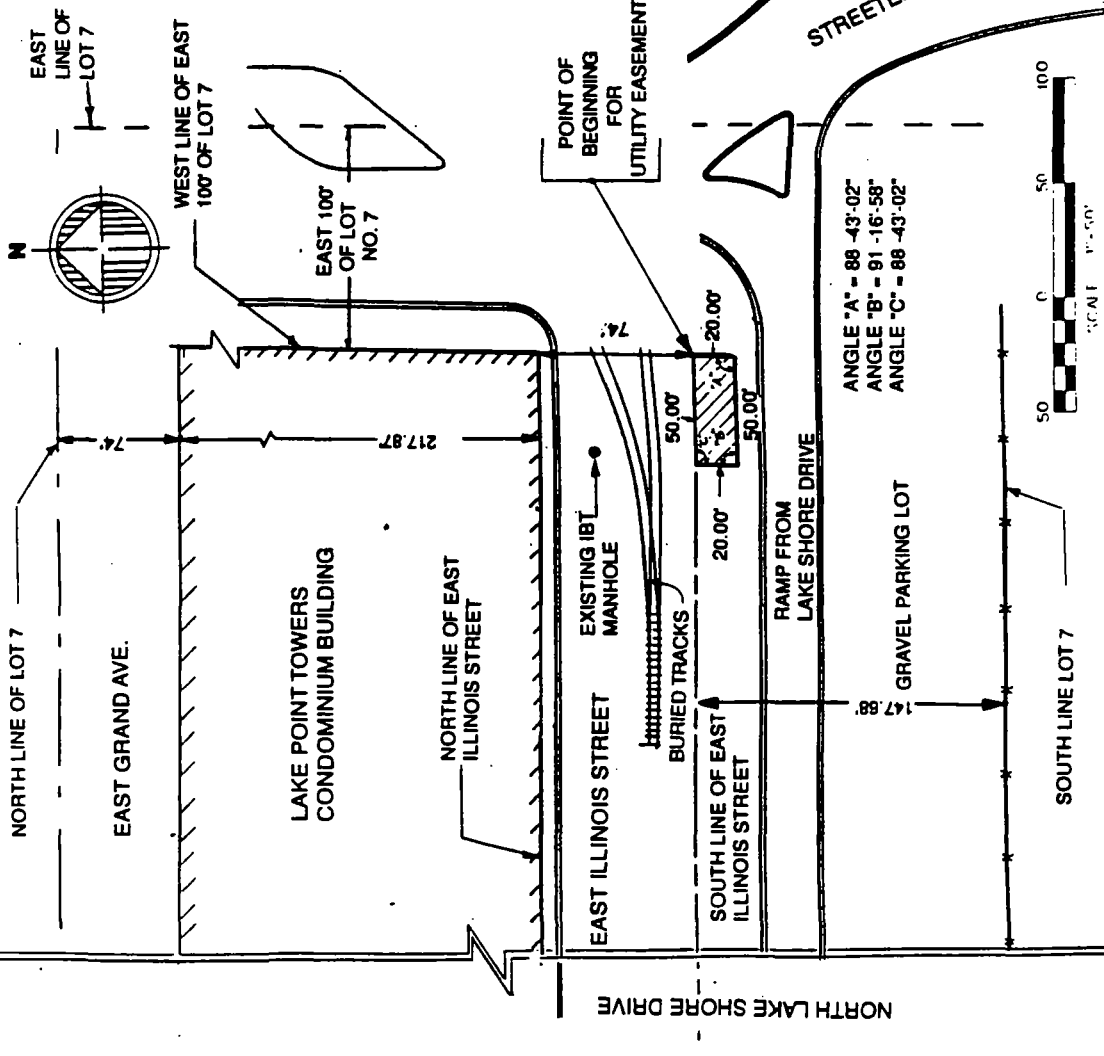 EAST
LINE OF
LOT 7
N
NORTH LINE OF LOT 7
WEST LINE OF EAST
100' OF LOT 7
EAST GRAND AVE.
74'
EAST 100'
OF LOT
NO. 7
217.87'
LAKE POINT TOWERS
CONDOMINIUM BUILDING
NORTH LINE OF EAST
ILLINOIS STREET
POINT OF
BEGINNING
FOR
UTILITY EASEMENT
EAST ILLINOIS STREET
EXISTING IBT
MANHOLE
74'
BURIED TRACKS
50.00'
20.00'
20.00'
50.00'
SOUTH LINE OF EAST
ILLINOIS STREET
RAMP FROM
LAKE SHORE DRIVE
NORTH LAKE SHORE DRIVE
147.68'
GRAVEL PARKING LOT
ANGLE "A" = 88 -43'-02"
ANGLE "B" = 91 -16'-58"
ANGLE "C" = 88 -43'-02"
SOUTH LINE LOT 7
50 0 50 100
SCALE 1"=50'